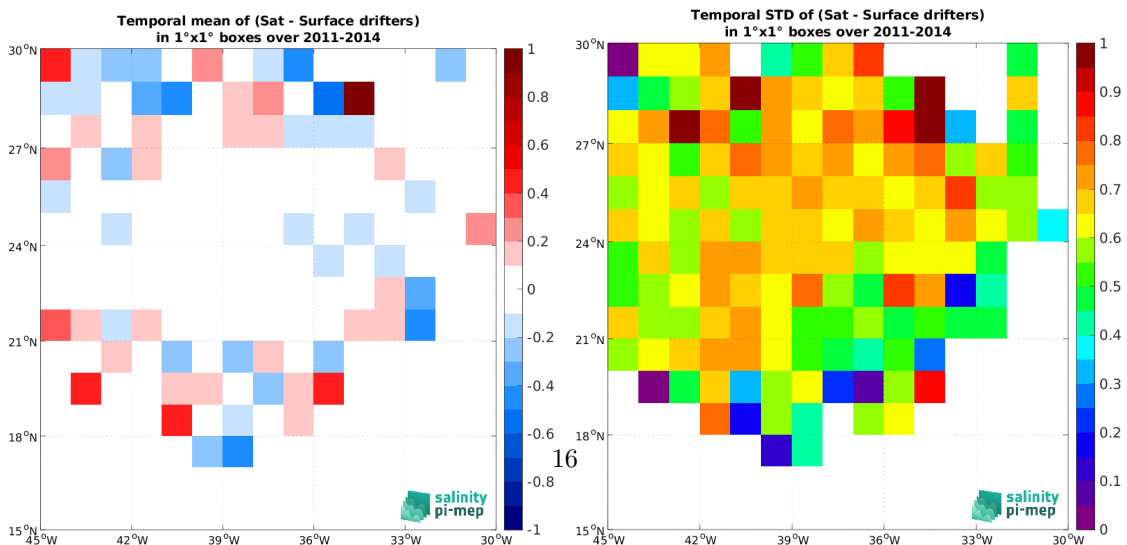 Temporal mean of (Sat - Surface drifters)
in 1°x1° boxes over 2011-2014
30°N
27°N
24°N
21°N
18°N
15°N
45°W
42°W
39°W
36°W
33°W
30°W
1
0.8
0.6
0.4
0.2
0
-0.2
-0.4
-0.6
-0.8
-1
salinity
pi-mep
16
Temporal STD of (Sat - Surface drifters)
in 1°x1° boxes over 2011-2014
30°N
27°N
24°N
21°N
18°N
15°N
45°W
42°W
39°W
36°W
33°W
30°W
1
0.9
0.8
0.7
0.6
0.5
0.4
0.3
0.2
0.1
0
salinity
pi-mep